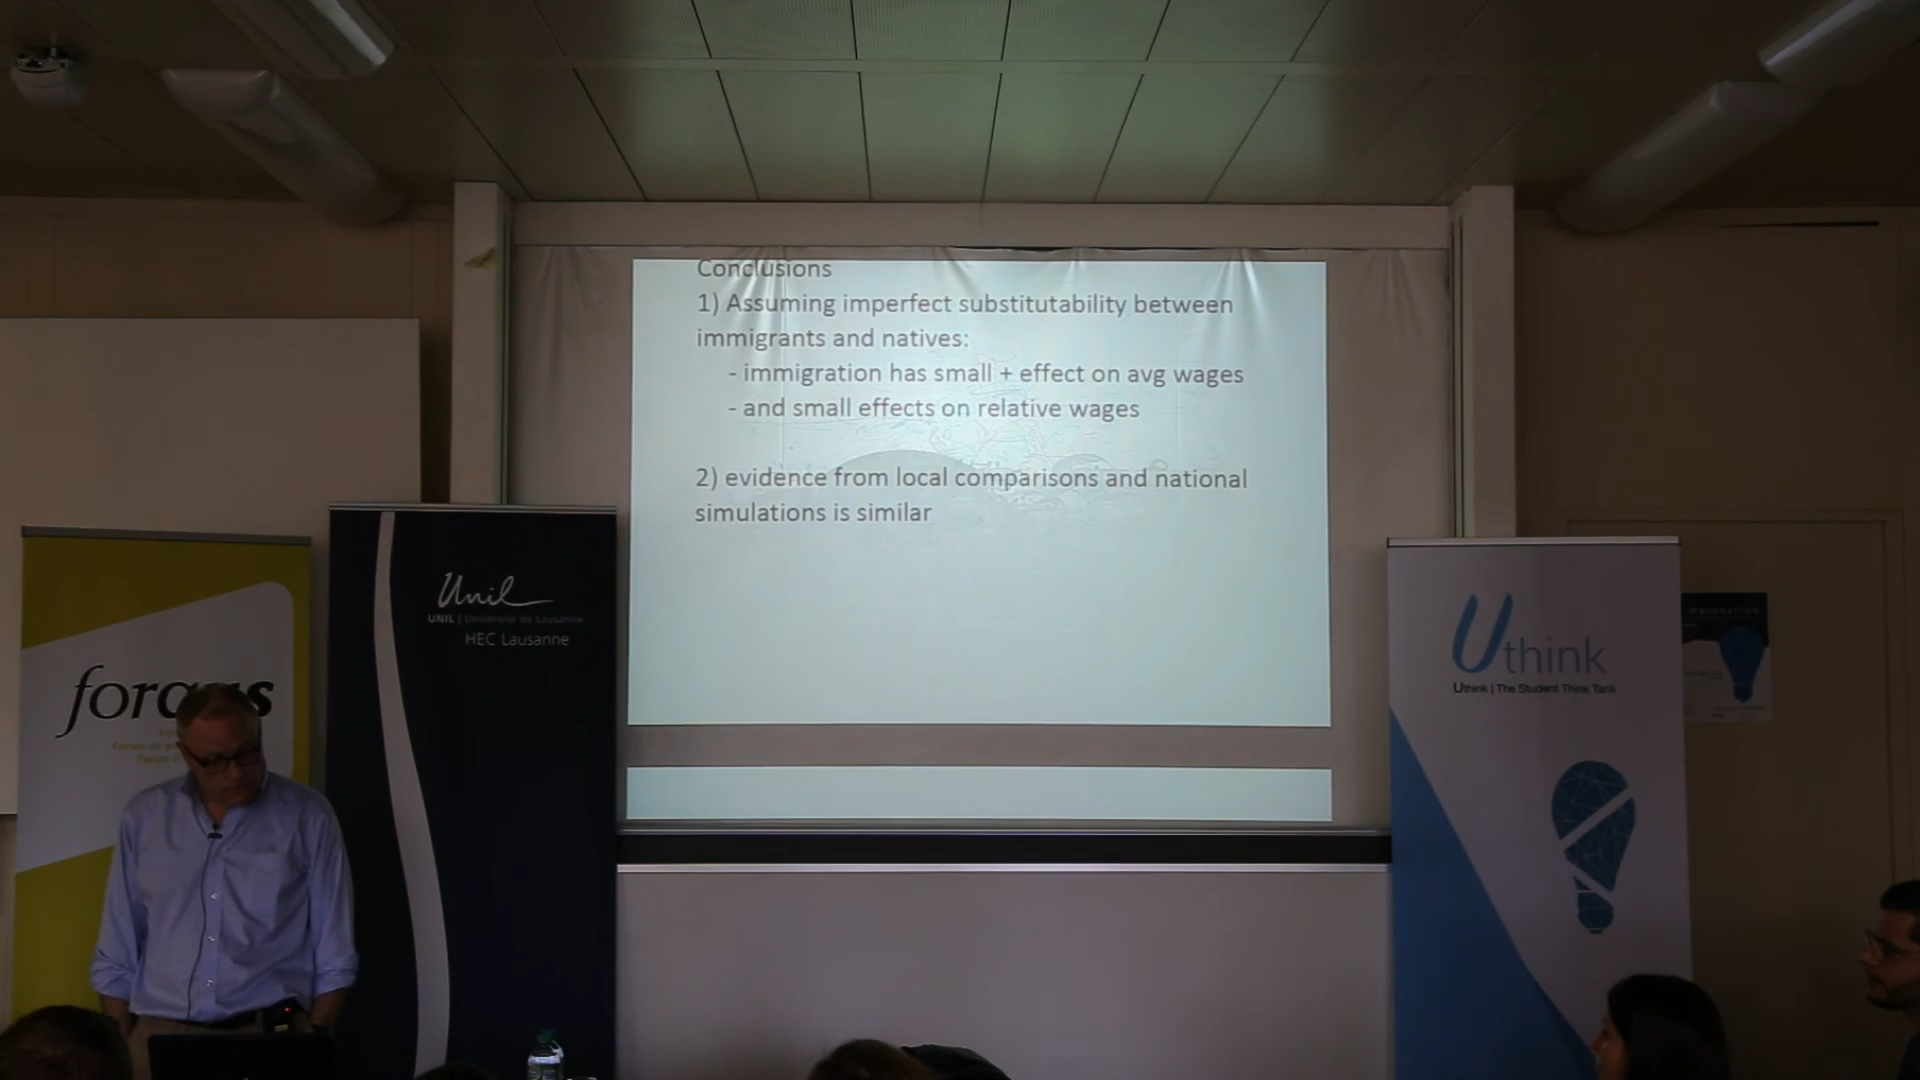 Conclusions
1) Assuming imperfect substitutability between
immigrants and natives:
- immigration has small + effect on avg wages
- and small effects on relative wages
2) evidence from local comparisons and national
simulations is similar
Unil
UNIL | Université de Lausanne
HEC Lausanne
Uthink
Uthink | The Student Think Tank
IMMIGRATION